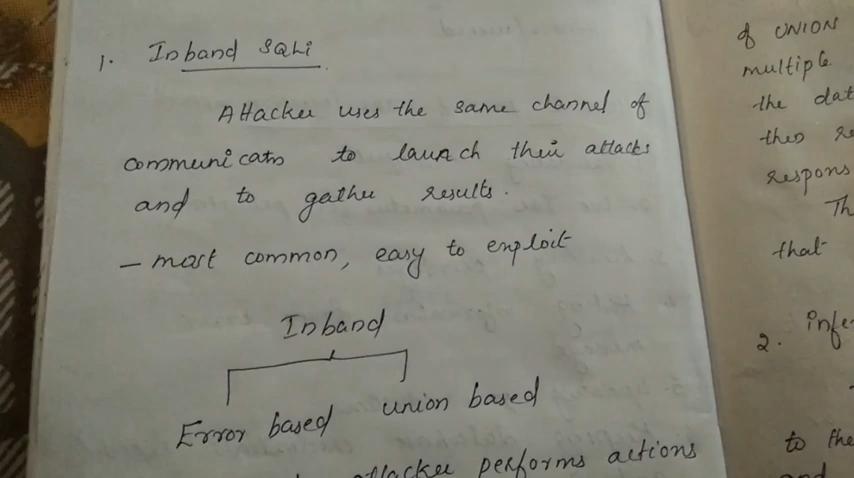 1. Inband SQLi
Attacker uses the same channel of
communicatn to launch their attacks
and to gather results.
– most common, easy to exploit
Inband
Error based union based
attacker performs actions
of UNION
multiple
the dat
then
respons
Th
that
2. infe
to the
and